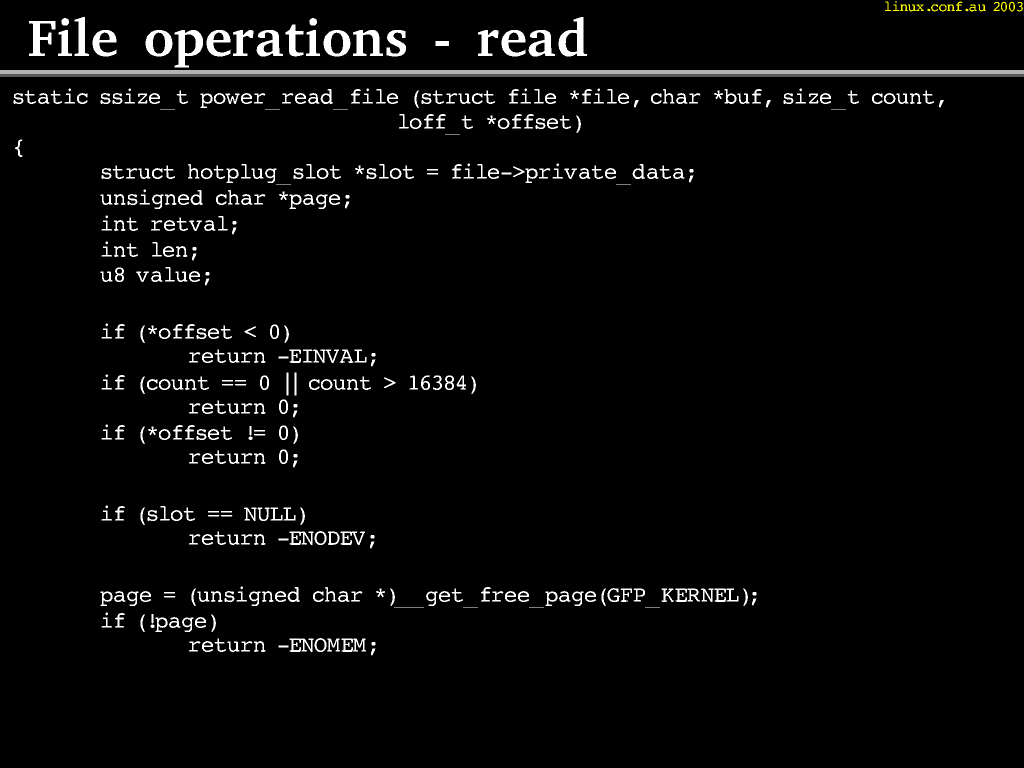 linux.conf.au 2003
File operations - read
static ssize_t power_read_file (struct file *file, char *buf, size_t count,
loff_t *offset)
{
struct hotplug_slot *slot = file->private_data;
unsigned char *page;
int retval;
int len;
u8 value;
if (*offset < 0)
return -EINVAL;
if (count == 0 || count > 16384)
return 0;
if (*offset != 0)
return 0;
if (slot == NULL)
return -ENODEV;
page = (unsigned char *)__get_free_page(GFP_KERNEL);
if (!page)
return -ENOMEM;